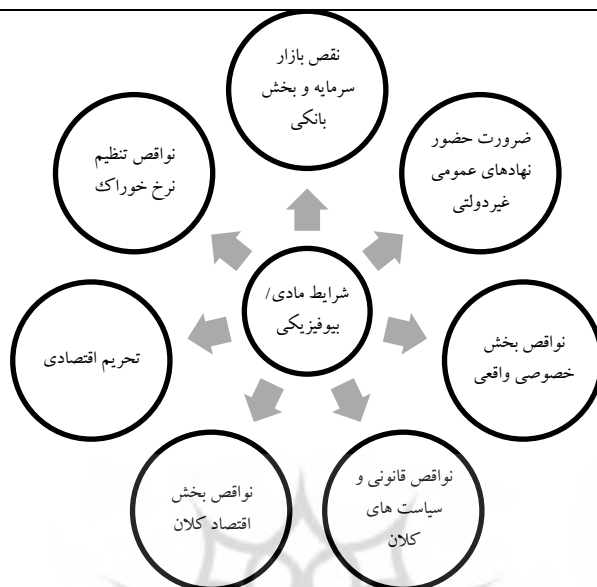 نقص بازار
سرمایه و بخش
بانکی
ضرورت حضور
نهادهای عمومی
غیردولتی
نواقص بخش
خصوصی واقعی
نواقص قانونی و
سیاست های
کلان
نواقص بخش
اقتصاد کلان
تحریم اقتصادی
نواقص تنظیم
نرخ خوراک
شرایط مادی/
بیوفیزیکی